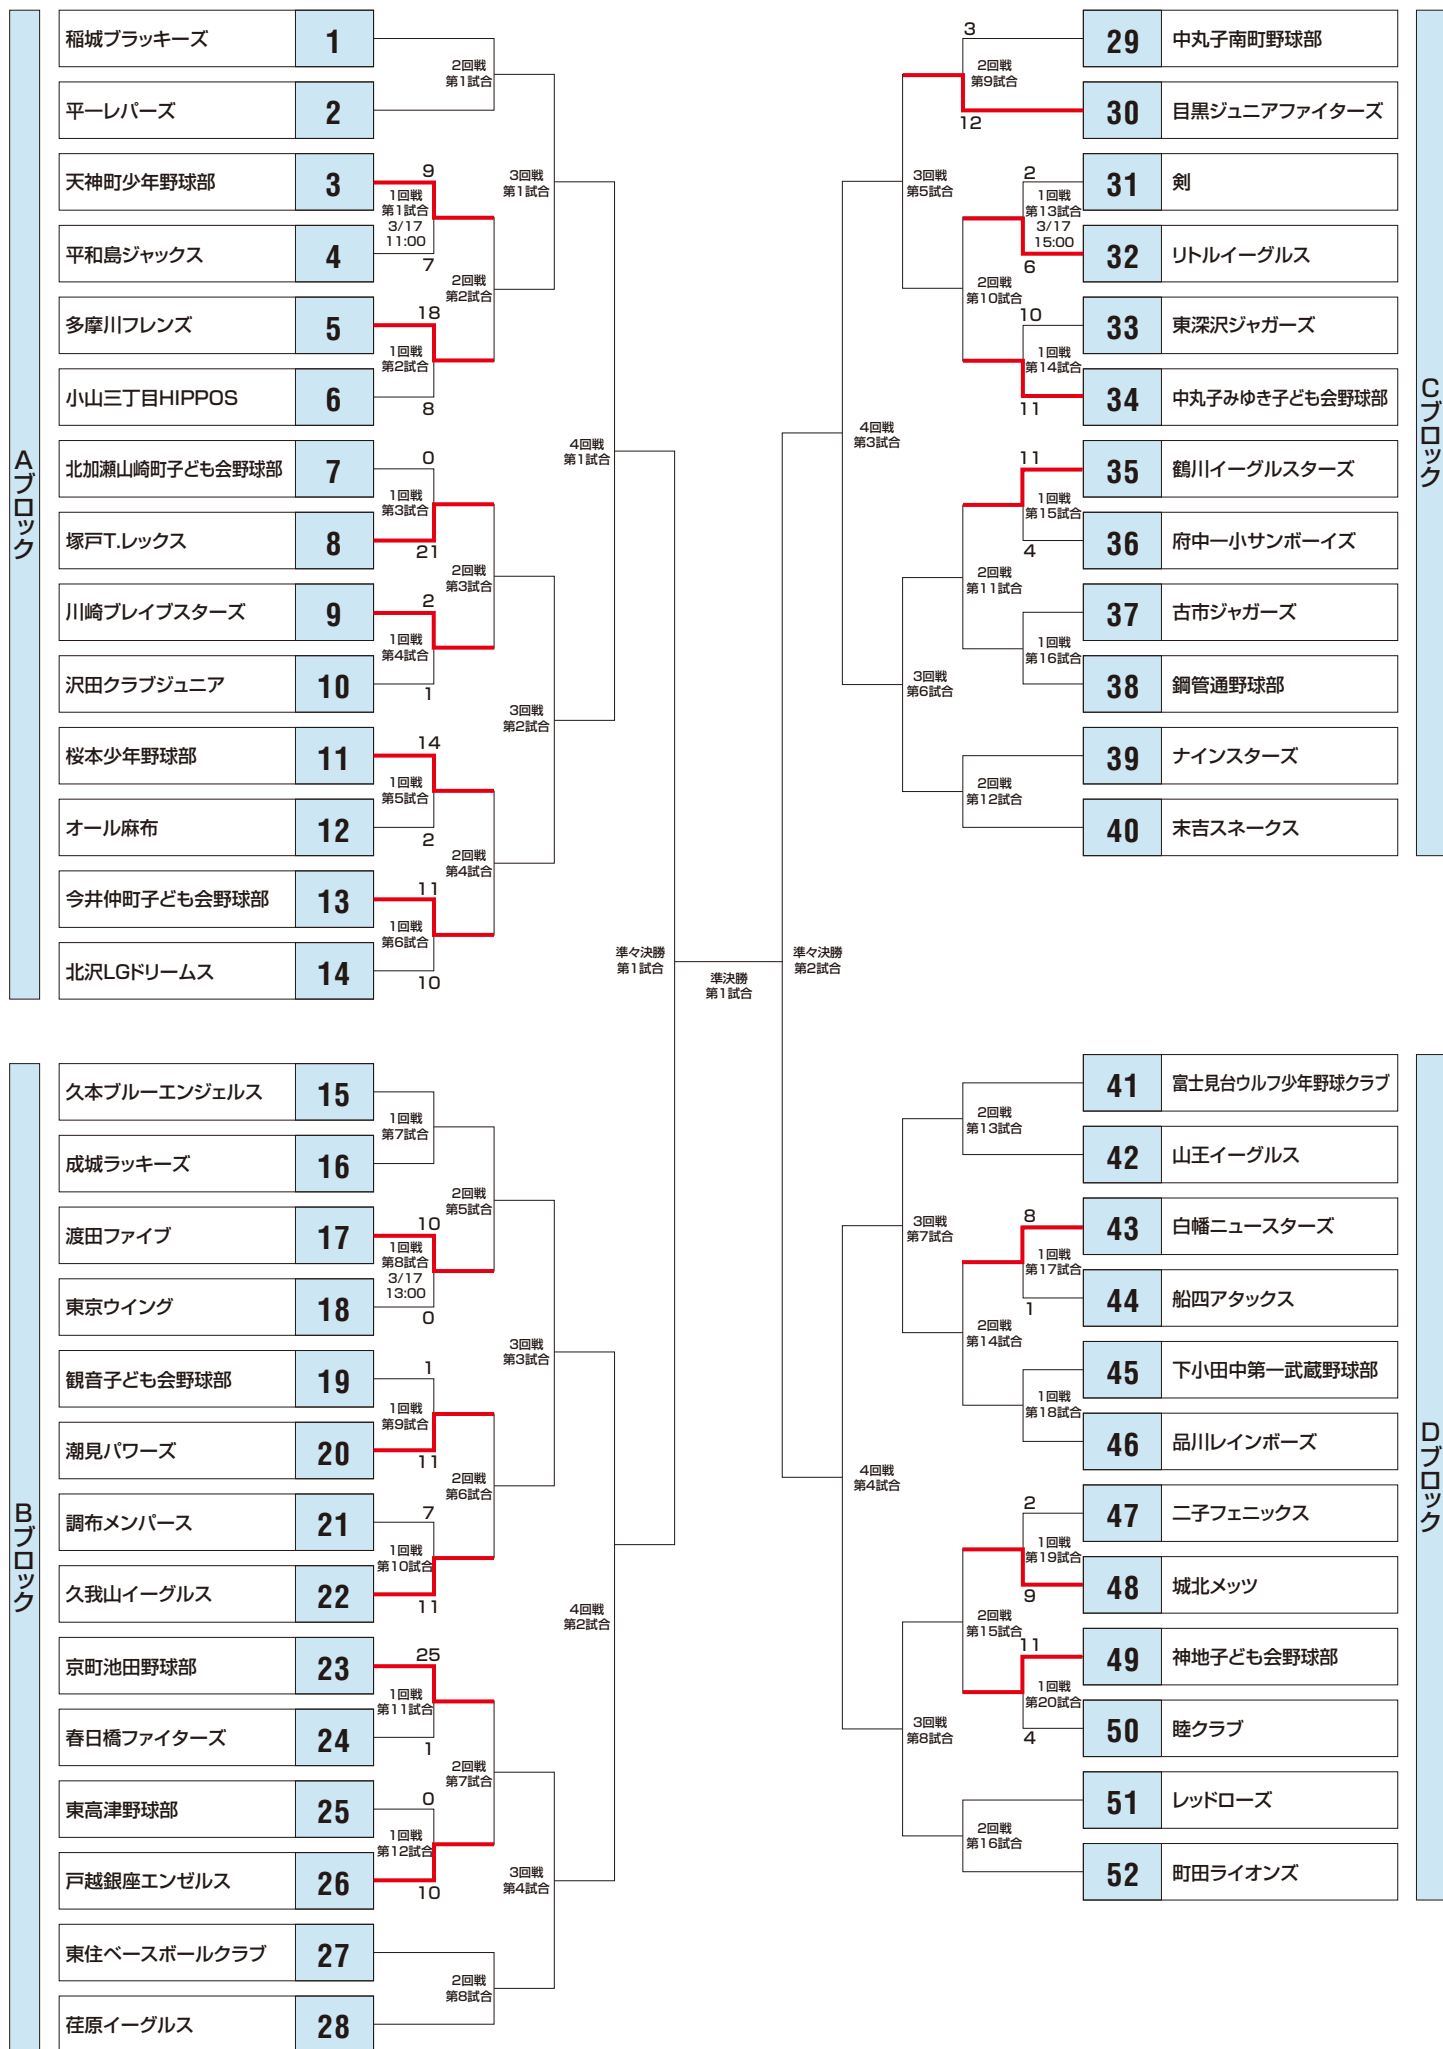 Aブロック
稲城ブラッキーズ 1
平一レパーズ 2
2回戦
第1試合
天神町少年野球部 3
平和島ジャックス 4
9
1回戦
第1試合
3/17
11:00
7
多摩川フレンズ 5
小山三丁目HIPPOS 6
18
1回戦
第2試合
8
2回戦
第2試合
3回戦
第1試合
北加瀬山崎町子ども会野球部 7
塚戸T.レックス 8
0
1回戦
第3試合
21
川崎ブレイブスターズ 9
沢田クラブジュニア 10
2
1回戦
第4試合
1
2回戦
第3試合
桜本少年野球部 11
オール麻布 12
14
1回戦
第5試合
2
今井仲町子ども会野球部 13
北沢LGドリームス 14
11
1回戦
第6試合
10
2回戦
第4試合
3回戦
第2試合
4回戦
第1試合
Bブロック
久本ブルーエンジェルス 15
成城ラッキーズ 16
1回戦
第7試合
渡田ファイブ 17
東京ウイング 18
10
1回戦
第8試合
3/17
13:00
0
2回戦
第5試合
観音子ども会野球部 19
潮見パワーズ 20
1
1回戦
第9試合
11
調布メンパース 21
久我山イーグルス 22
7
1回戦
第10試合
11
2回戦
第6試合
3回戦
第3試合
京町池田野球部 23
春日橋ファイターズ 24
25
1回戦
第11試合
1
東高津野球部 25
戸越銀座エンゼルス 26
0
1回戦
第12試合
10
2回戦
第7試合
東住ベースボールクラブ 27
荏原イーグルス 28
2回戦
第8試合
3回戦
第4試合
4回戦
第2試合
準々決勝
第1試合
準決勝
第1試合
準々決勝
第2試合
Cブロック
29 中丸子南町野球部
30 目黒ジュニアファイターズ
3
2回戦
第9試合
12
31 剣
32 リトルイーグルス
2
1回戦
第13試合
3/17
15:00
6
33 東深沢ジャガーズ
34 中丸子みゆき子ども会野球部
10
1回戦
第14試合
11
2回戦
第10試合
3回戦
第5試合
35 鶴川イーグルスターズ
36 府中一小サンボーイズ
11
1回戦
第15試合
4
37 古市ジャガーズ
38 鋼管通野球部
1回戦
第16試合
2回戦
第11試合
39 ナインスターズ
40 末吉スネークス
2回戦
第12試合
3回戦
第6試合
4回戦
第3試合
Dブロック
41 富士見台ウルフ少年野球クラブ
42 山王イーグルス
2回戦
第13試合
43 白幡ニュースターズ
44 船四アタックス
8
1回戦
第17試合
1
45 下小田中第一武蔵野球部
46 品川レインボーズ
1回戦
第18試合
2回戦
第14試合
3回戦
第7試合
47 二子フェニックス
48 城北メッツ
2
1回戦
第19試合
9
49 神地子ども会野球部
50 睦クラブ
11
1回戦
第20試合
4
2回戦
第15試合
51 レッドローズ
52 町田ライオンズ
2回戦
第16試合
3回戦
第8試合
4回戦
第4試合